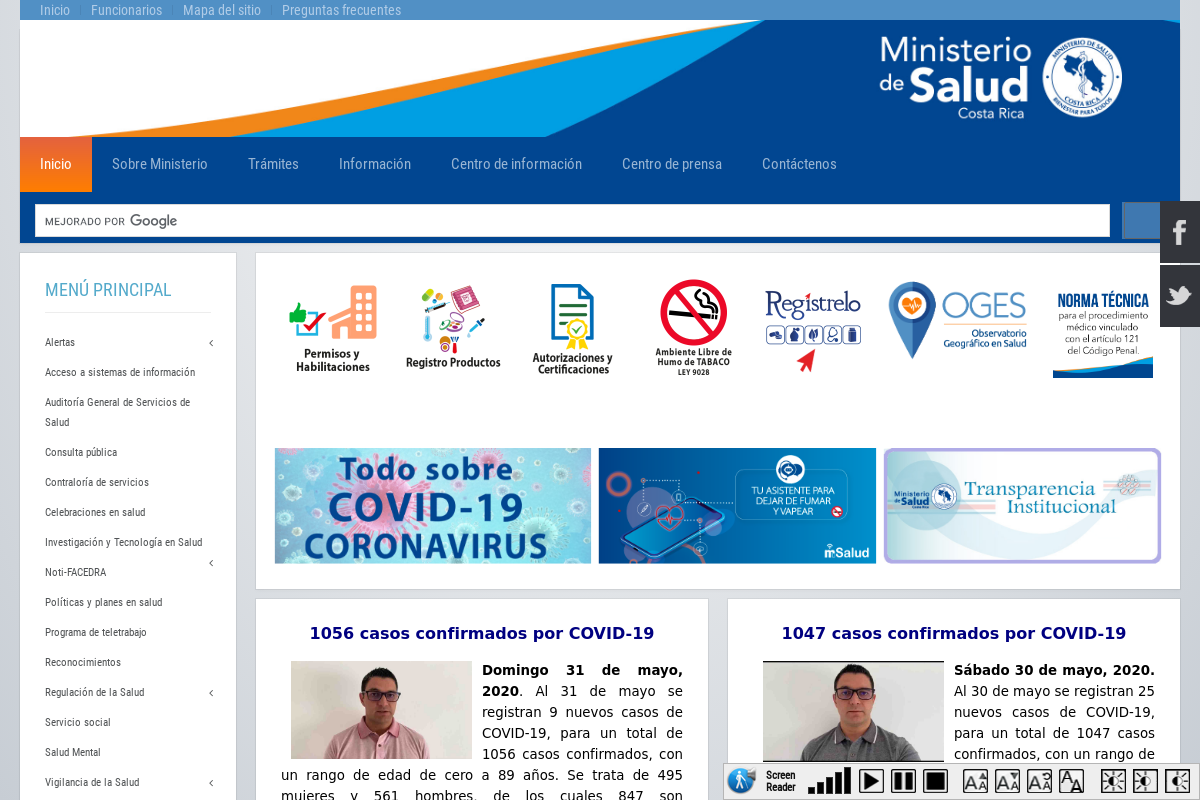 Inicio Funcionarios Mapa del sitio Preguntas frecuentes
Ministerio
de Salud
Costa Rica
MINISTERIO DE SALUD
COSTA RICA
BIENESTAR PARA TODOS
Inicio Sobre Ministerio Trámites Información Centro de información Centro de prensa Contáctenos
MEJORADO POR Google
MENÚ PRINCIPAL
Alertas
Acceso a sistemas de información
Auditoría General de Servicios de
Salud
Consulta pública
Contraloría de servicios
Celebraciones en salud
Investigación y Tecnología en Salud
Noti-FACEDRA
Políticas y planes en salud
Programa de teletrabajo
Reconocimientos
Regulación de la Salud
Servicio social
Salud Mental
Vigilancia de la Salud
Permisos y
Habilitaciones
Registro Productos
Autorizaciones y
Certificaciones
Ambiente Libre de
Humo de TABACO
LEY 9028
Regístrelo
OGES
Observatorio
Geográfico en Salud
NORMA TÉCNICA
para el procedimiento
médico vinculado
con el artículo 121
del Código Penal.
Todo sobre
COVID-19
CORONAVIRUS
TU ASISTENTE PARA
DEJAR DE FUMAR
Y VAPEAR
mSalud
Ministerio
de Salud
Costa Rica
Transparencia
Institucional
1056 casos confirmados por COVID-19
Domingo 31 de mayo,
2020. Al 31 de mayo se
registran 9 nuevos casos de
COVID-19, para un total de
1056 casos confirmados, con
un rango de edad de cero a 89 años. Se trata de 495
mujeres y 561 hombres, de los cuales 847 son
1047 casos confirmados por COVID-19
Sábado 30 de mayo, 2020.
Al 30 de mayo se registran 25
nuevos casos de COVID-19,
para un total de 1047 casos
confirmados, con un rango de
Screen
Reader